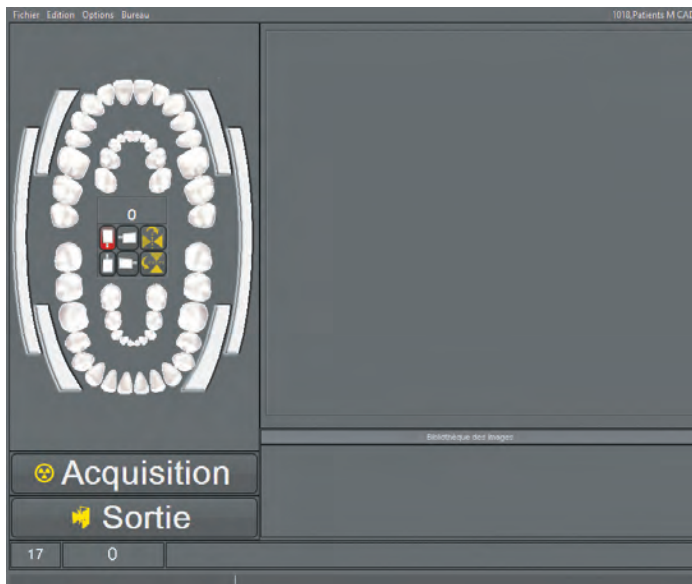 Fichier Edition Options Bureau
1018,Patients M CAD
0
Bibliothèque des Images
Acquisition
Sortie
17 0